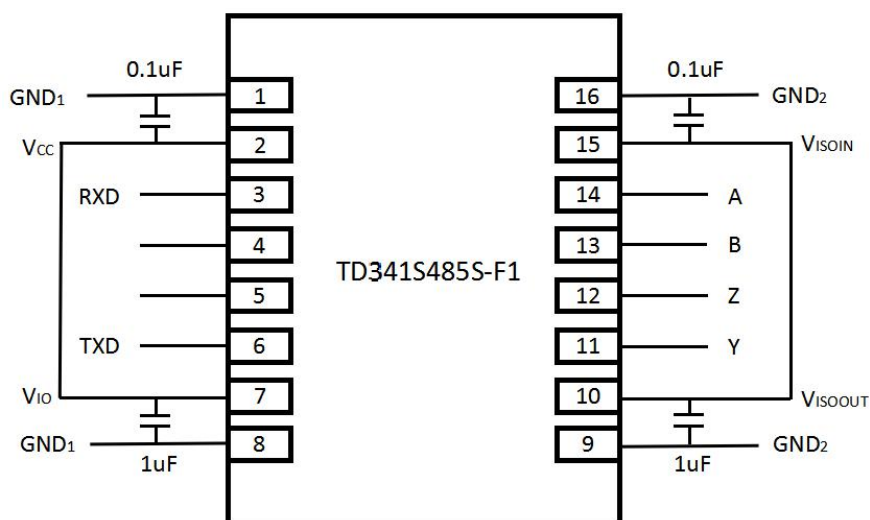 0.1uF
0.1uF
GND1
1
16
GND2
VCC
2
15
VISOIN
RXD
3
14
A
4
13
B
TD341S485S-F1
5
12
Z
TXD
6
11
Y
VIO
7
10
VISOOUT
GND1
8
9
GND2
1uF
1uF